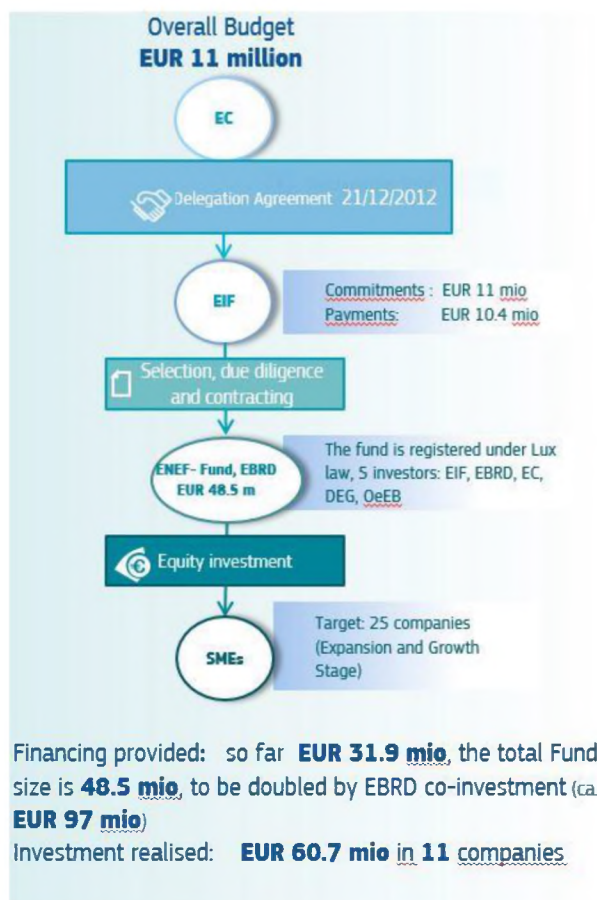 Overall Budget
EUR 11 million
EC
Delegation Agreement 21/12/2012
EIF
Commitments : EUR 11 mio
Payments: EUR 10.4 mio
Selection, due diligence
and contracting
ENEF- Fund, EBRD
EUR 48.5 m
The fund is registered under Lux
law, 5 investors: EIF, EBRD, EC,
DEG, OeEB
Equity investment
SMEs
Target: 25 companies
(Expansion and Growth
Stage)
Financing provided: so far EUR 31.9 mio, the total Fund
size is 48.5 mio, to be doubled by EBRD co-investment (ca.
EUR 97 mio)
Investment realised: EUR 60.7 mio in 11 companies